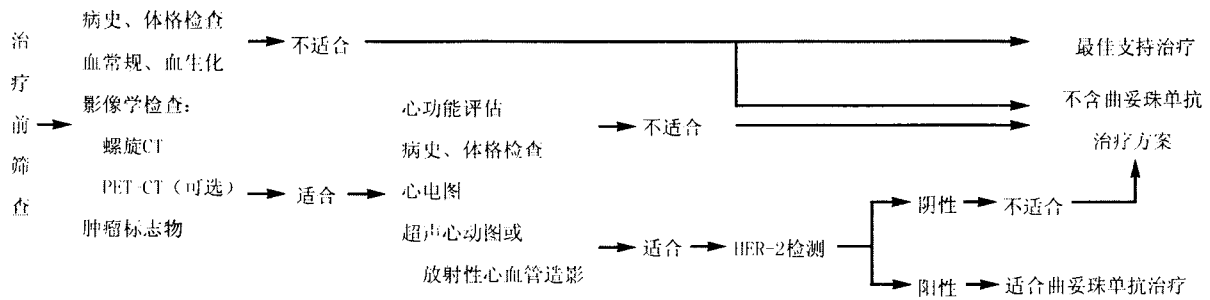 治疗前筛查
病史、体格检查
血常规、血生化
影像学检查：
螺旋CT
PET-CT（可选）
肿瘤标志物
不适合
适合
心功能评估
病史、体格检查
心电图
超声心动图或
放射性心血管造影
不适合
适合
HER-2检测
阴性
不适合
阳性
适合曲妥珠单抗治疗
最佳支持治疗
不含曲妥珠单抗
治疗方案